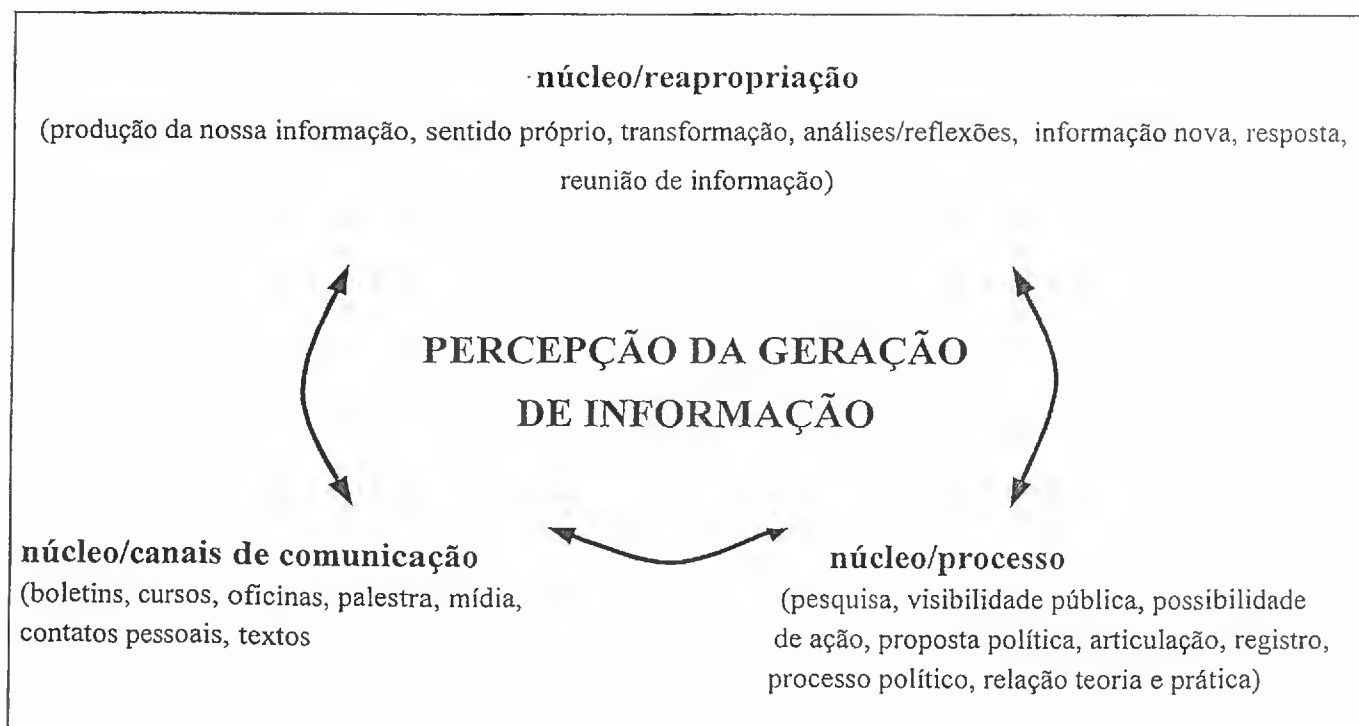 núcleo/reapropriação
(produção da nossa informação, sentido próprio, transformação, análises/reflexões, informação nova, resposta,
reunião de informação)
PERCEPÇÃO DA GERAÇÃO
DE INFORMAÇÃO
núcleo/canais de comunicação
(boletins, cursos, oficinas, palestra, mídia,
contatos pessoais, textos
núcleo/processo
(pesquisa, visibilidade pública, possibilidade
de ação, proposta política, articulação, registro,
processo político, relação teoria e prática)